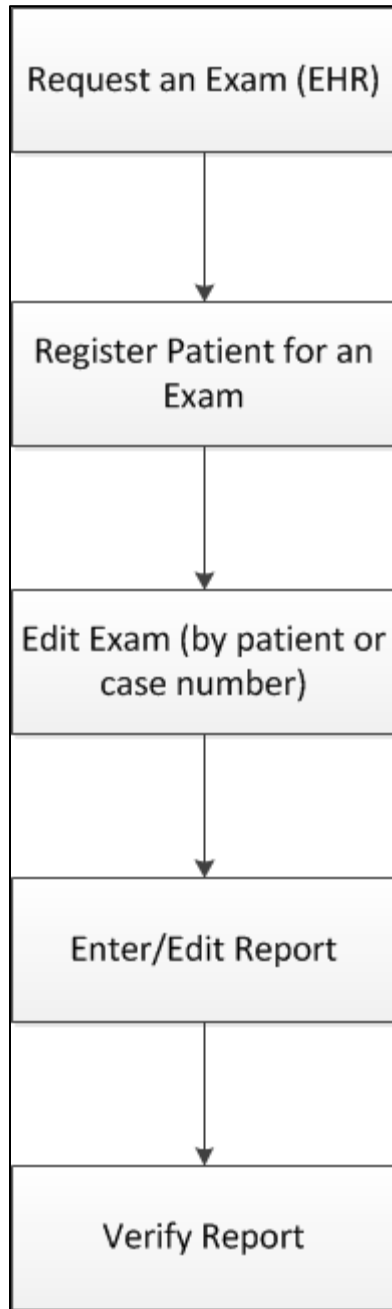 Request an Exam (EHR)
Register Patient for an
Exam
Edit Exam (by patient or
case number)
Enter/Edit Report
Verify Report